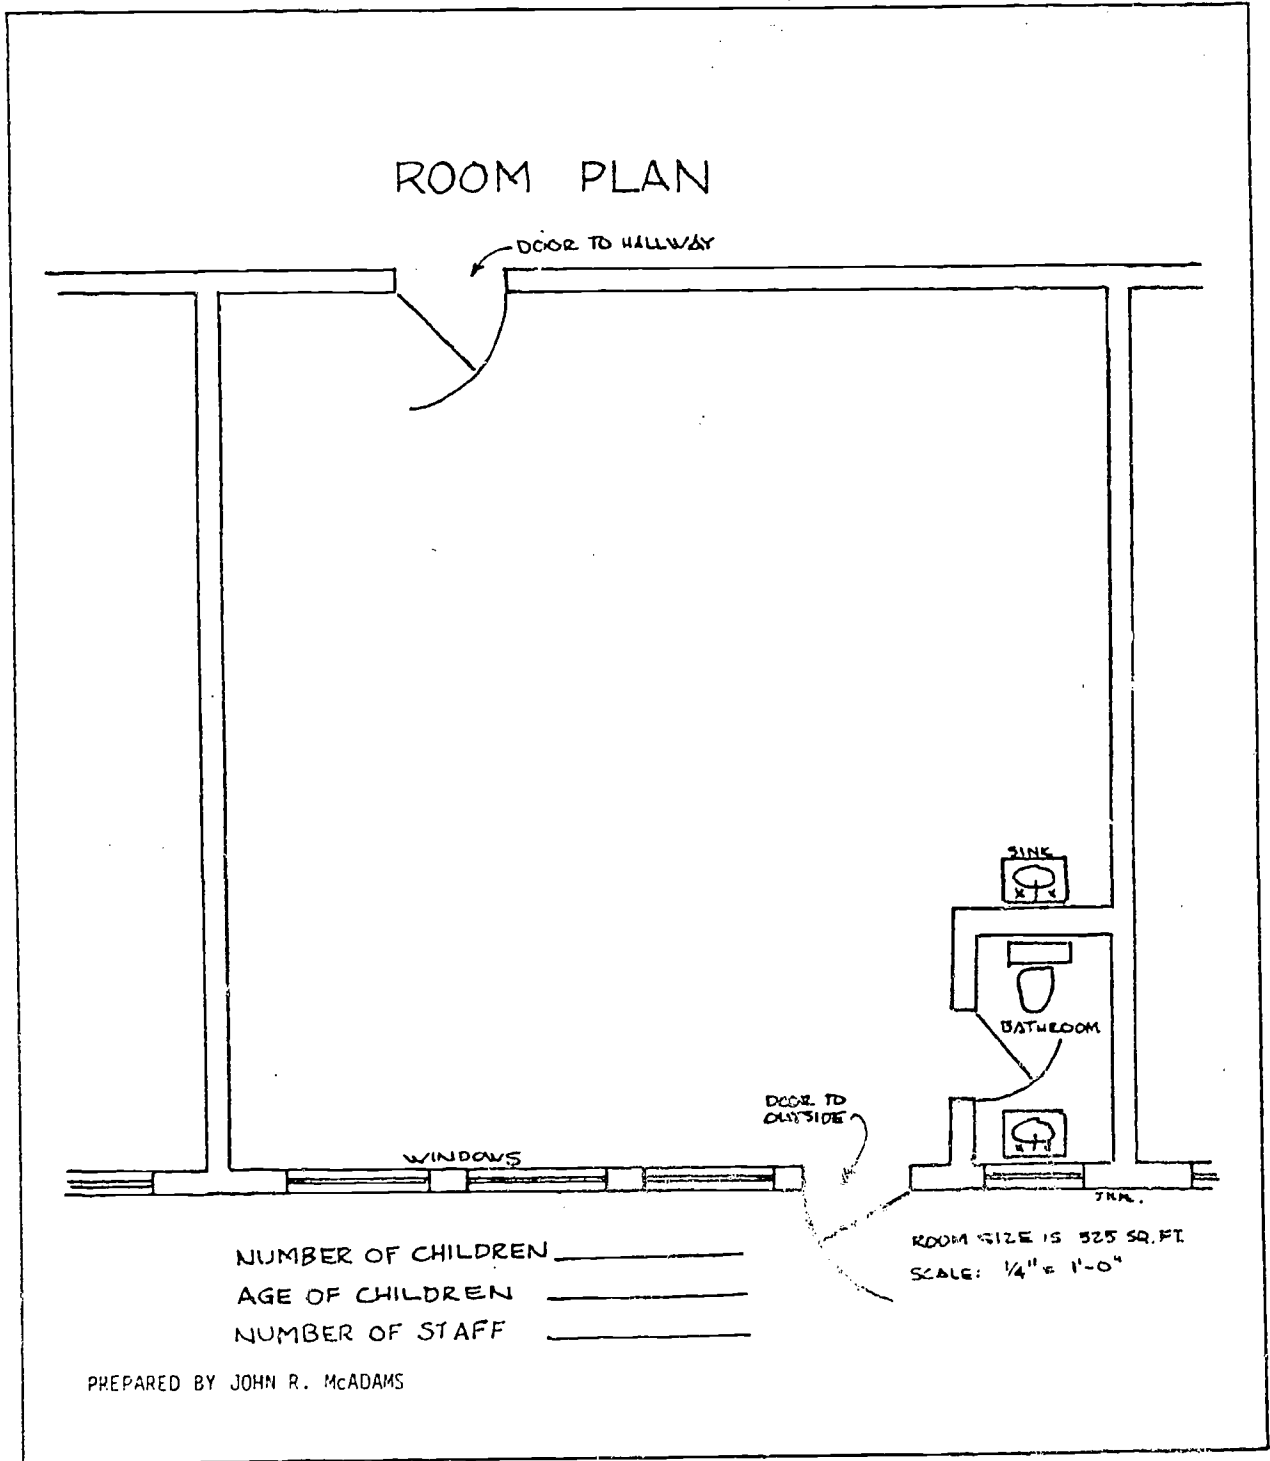 ROOM PLAN
DOOR TO HALLWAY
SINK
BATHROOM
DOOR TO
OUTSIDE
WINDOWS
JRM.
NUMBER OF CHILDREN
AGE OF CHILDREN
NUMBER OF STAFF
ROOM SIZE IS 525 SQ. FT.
SCALE: 1/4" = 1'-0"
PREPARED BY JOHN R. McADAMS